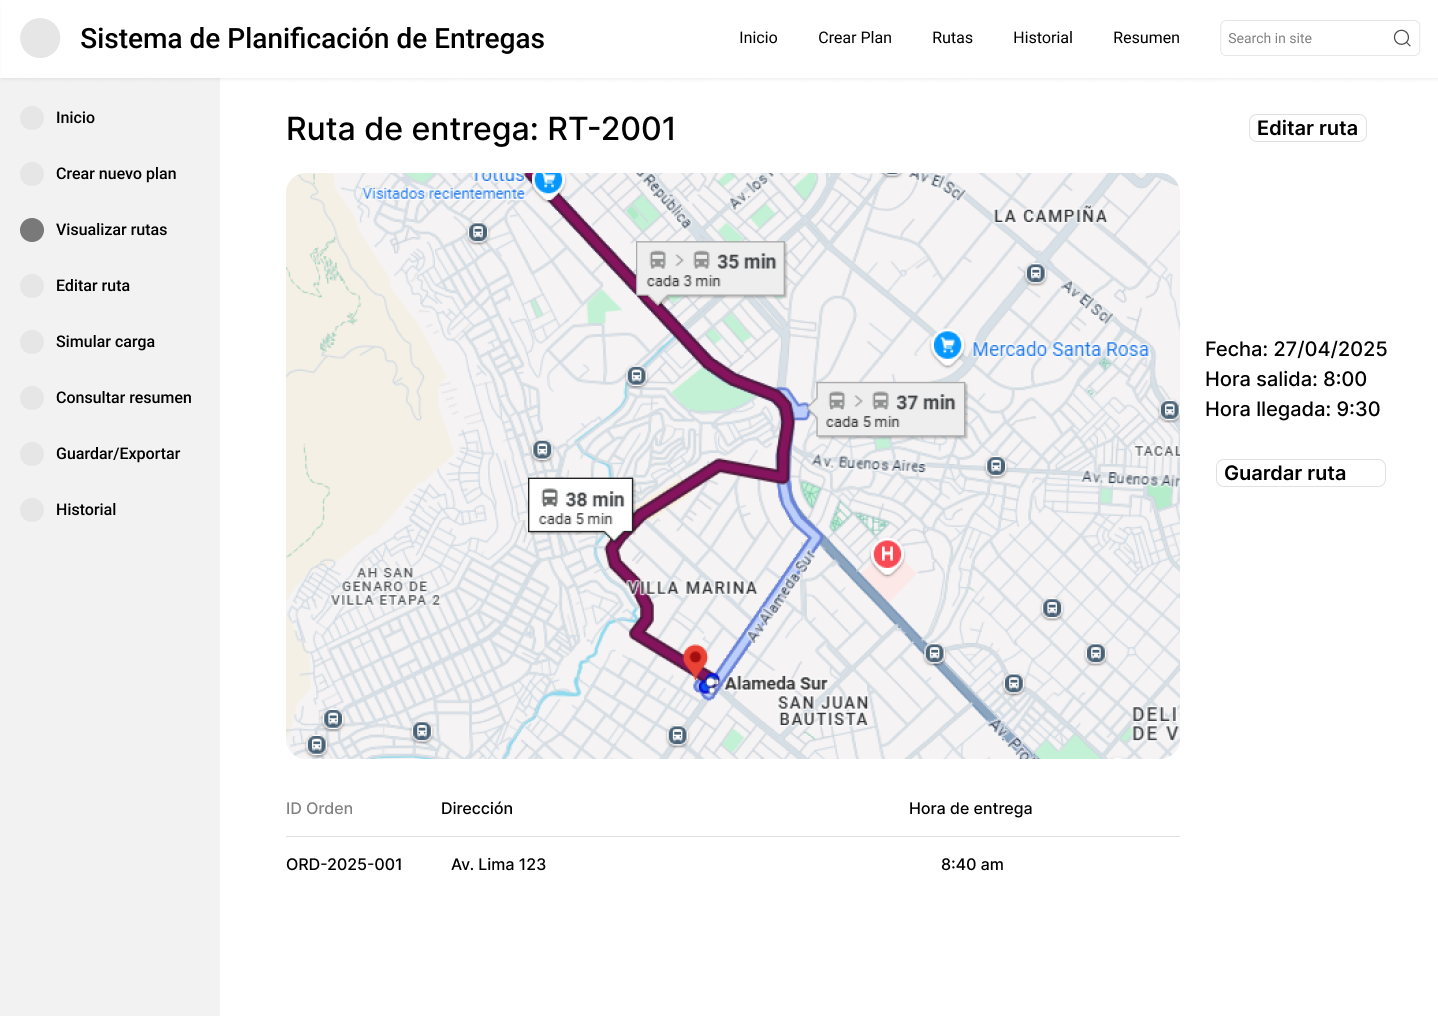 Sistema de Planificación de Entregas
Inicio
Crear Plan
Rutas
Historial
Resumen
Search in site
Inicio
Crear nuevo plan
Visualizar rutas
Editar ruta
Simular carga
Consultar resumen
Guardar/Exportar
Historial
Ruta de entrega: RT-2001
Editar ruta
Tottus
Visitados recientemente
República
Av. los
Av El Sol
LA CAMPIÑA
35 min
cada 3 min
Av El Sol
Mercado Santa Rosa
37 min
cada 5 min
TACAL
Av. Buenos Aires
Av. Buenos Air
38 min
cada 5 min
H
AH SAN
GENARO DE
VILLA ETAPA 2
VILLA MARINA
Av Alameda Sur
Alameda Sur
SAN JUAN
BAUTISTA
DELI
DE V
Av. Pro
Fecha: 27/04/2025
Hora salida: 8:00
Hora llegada: 9:30
Guardar ruta
ID Orden
Dirección
Hora de entrega
ORD-2025-001
Av. Lima 123
8:40 am